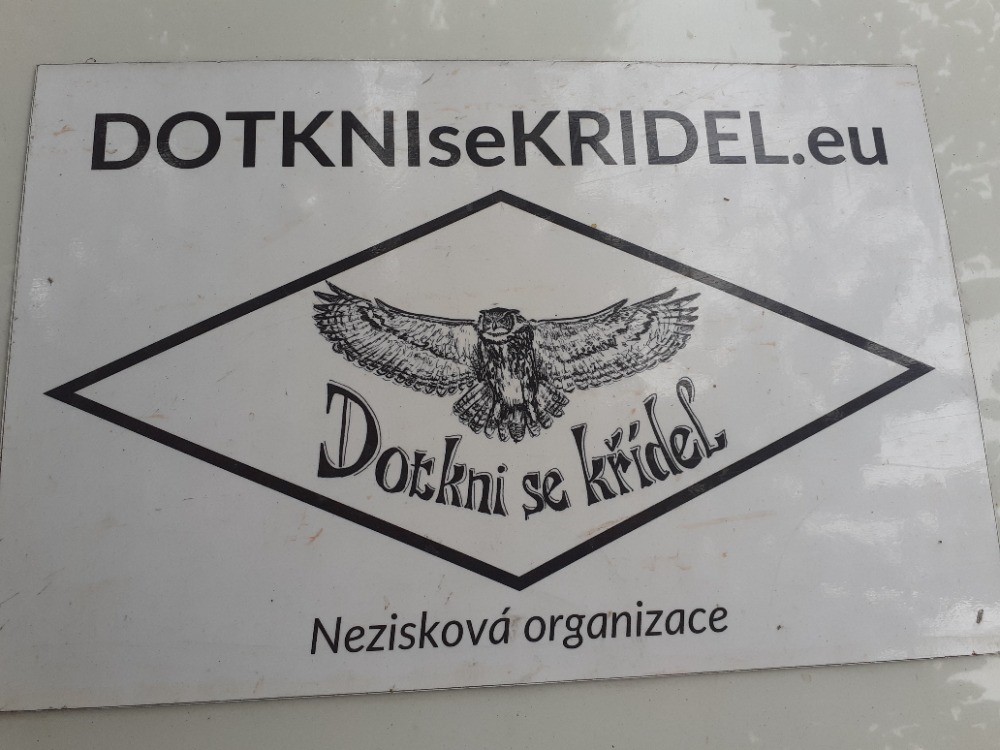 DOTKNIseKRIDEL.eu
Dotkni se křídel
Nezisková organizace